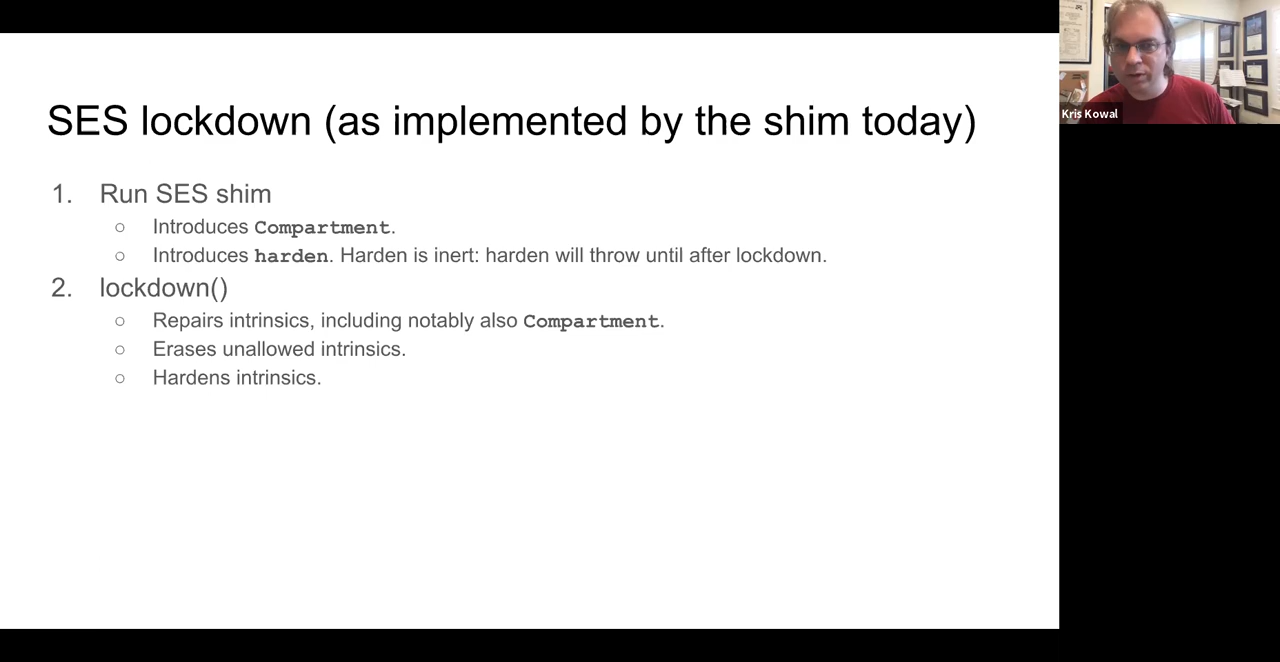 SES lockdown (as implemented by the shim today)
1. Run SES shim
○ Introduces Compartment.
○ Introduces harden. Harden is inert: harden will throw until after lockdown.
2. lockdown()
○ Repairs intrinsics, including notably also Compartment.
○ Erases unallowed intrinsics.
○ Hardens intrinsics.
Kris Kowal